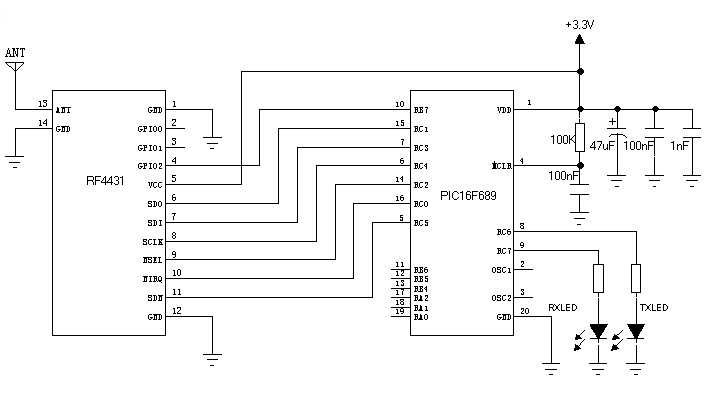 +3.3V
ANT
13 ANT GND 1
14 GND GPIO0 2
GPIO1 3
GPIO2 4
VCC 5
SDO 6
SDI 7
SCLK 8
NSEL 9
NIRQ 10
SDN 11
GND 12
RF4431
10 RB7 VDD 1
15 RC1
7 RC3
6 RC4 MCLR 4
14 RC2
16 RC0
5 RC5
RC6 8
RC7 9
11 RB6 OSC1 2
12 RB5
13 RB4
17 RA2 OSC2 3
18 RA1
19 RA0 GND 20
PIC16F689
100K
+
47uF
100nF
1nF
100nF
RXLED
TXLED